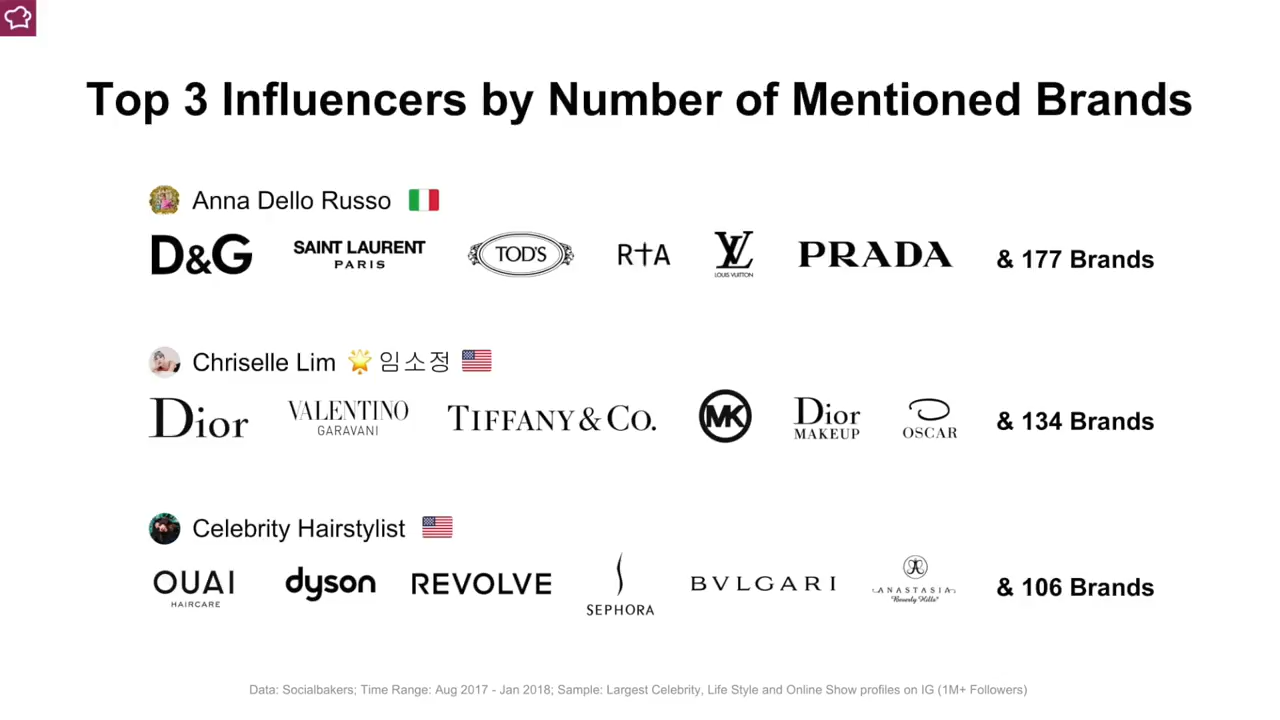 Top 3 Influencers by Number of Mentioned Brands
Anna Dello Russo
D&G SAINT LAURENT PARIS TOD'S R†A LOUIS VUITTON PRADA & 177 Brands
Chriselle Lim 🌟 임소정
Dior VALENTINO GARAVANI TIFFANY & CO. MK Dior MAKEUP OSCAR & 134 Brands
Celebrity Hairstylist
OUAI HAIRCARE dyson REVOLVE SEPHORA BVLGARI ANASTASIA Beverly Hills & 106 Brands
Data: Socialbakers; Time Range: Aug 2017 - Jan 2018; Sample: Largest Celebrity, Life Style and Online Show profiles on IG (1M+ Followers)